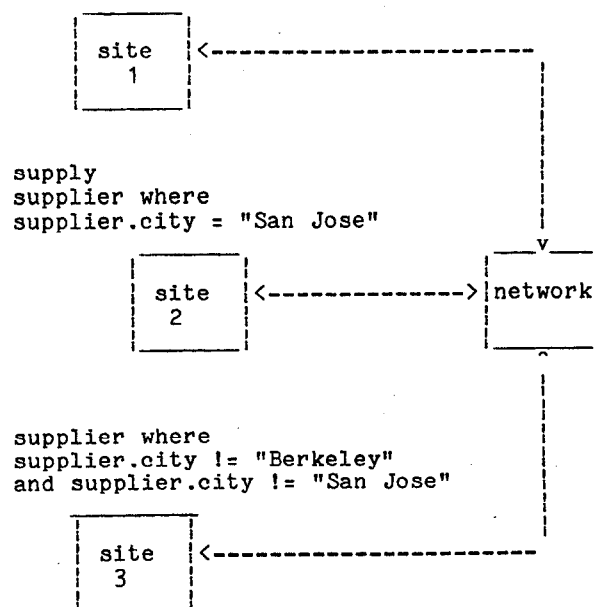 site
1
supply
supplier where
supplier.city = "San Jose"
site
2
network
supplier where
supplier.city != "Berkeley"
and supplier.city != "San Jose"
site
3